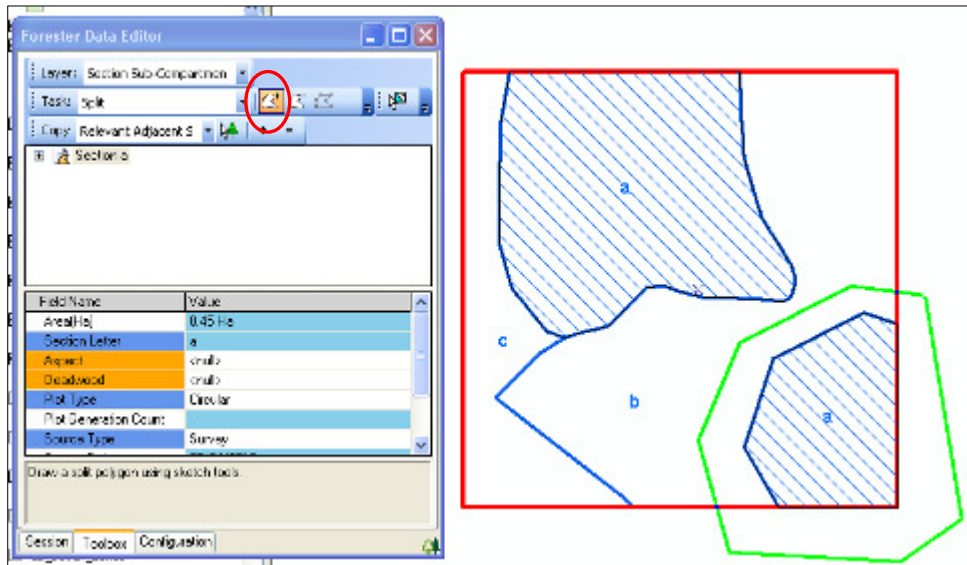 Forester Data Editor
Layer: Section Sub-Compartmen
Task: Split
Copy Relevant Adjacent S
Section a
Field Name Value
Area(Ha) 0.45 Ha
Section Letter a
Aspect <null>
Deadwood <null>
Plot Type Circular
Plot Generation Count
Source Type Survey
Draw a split polygon using sketch tools.
Session Toolbox Configuration
a
c
b
a